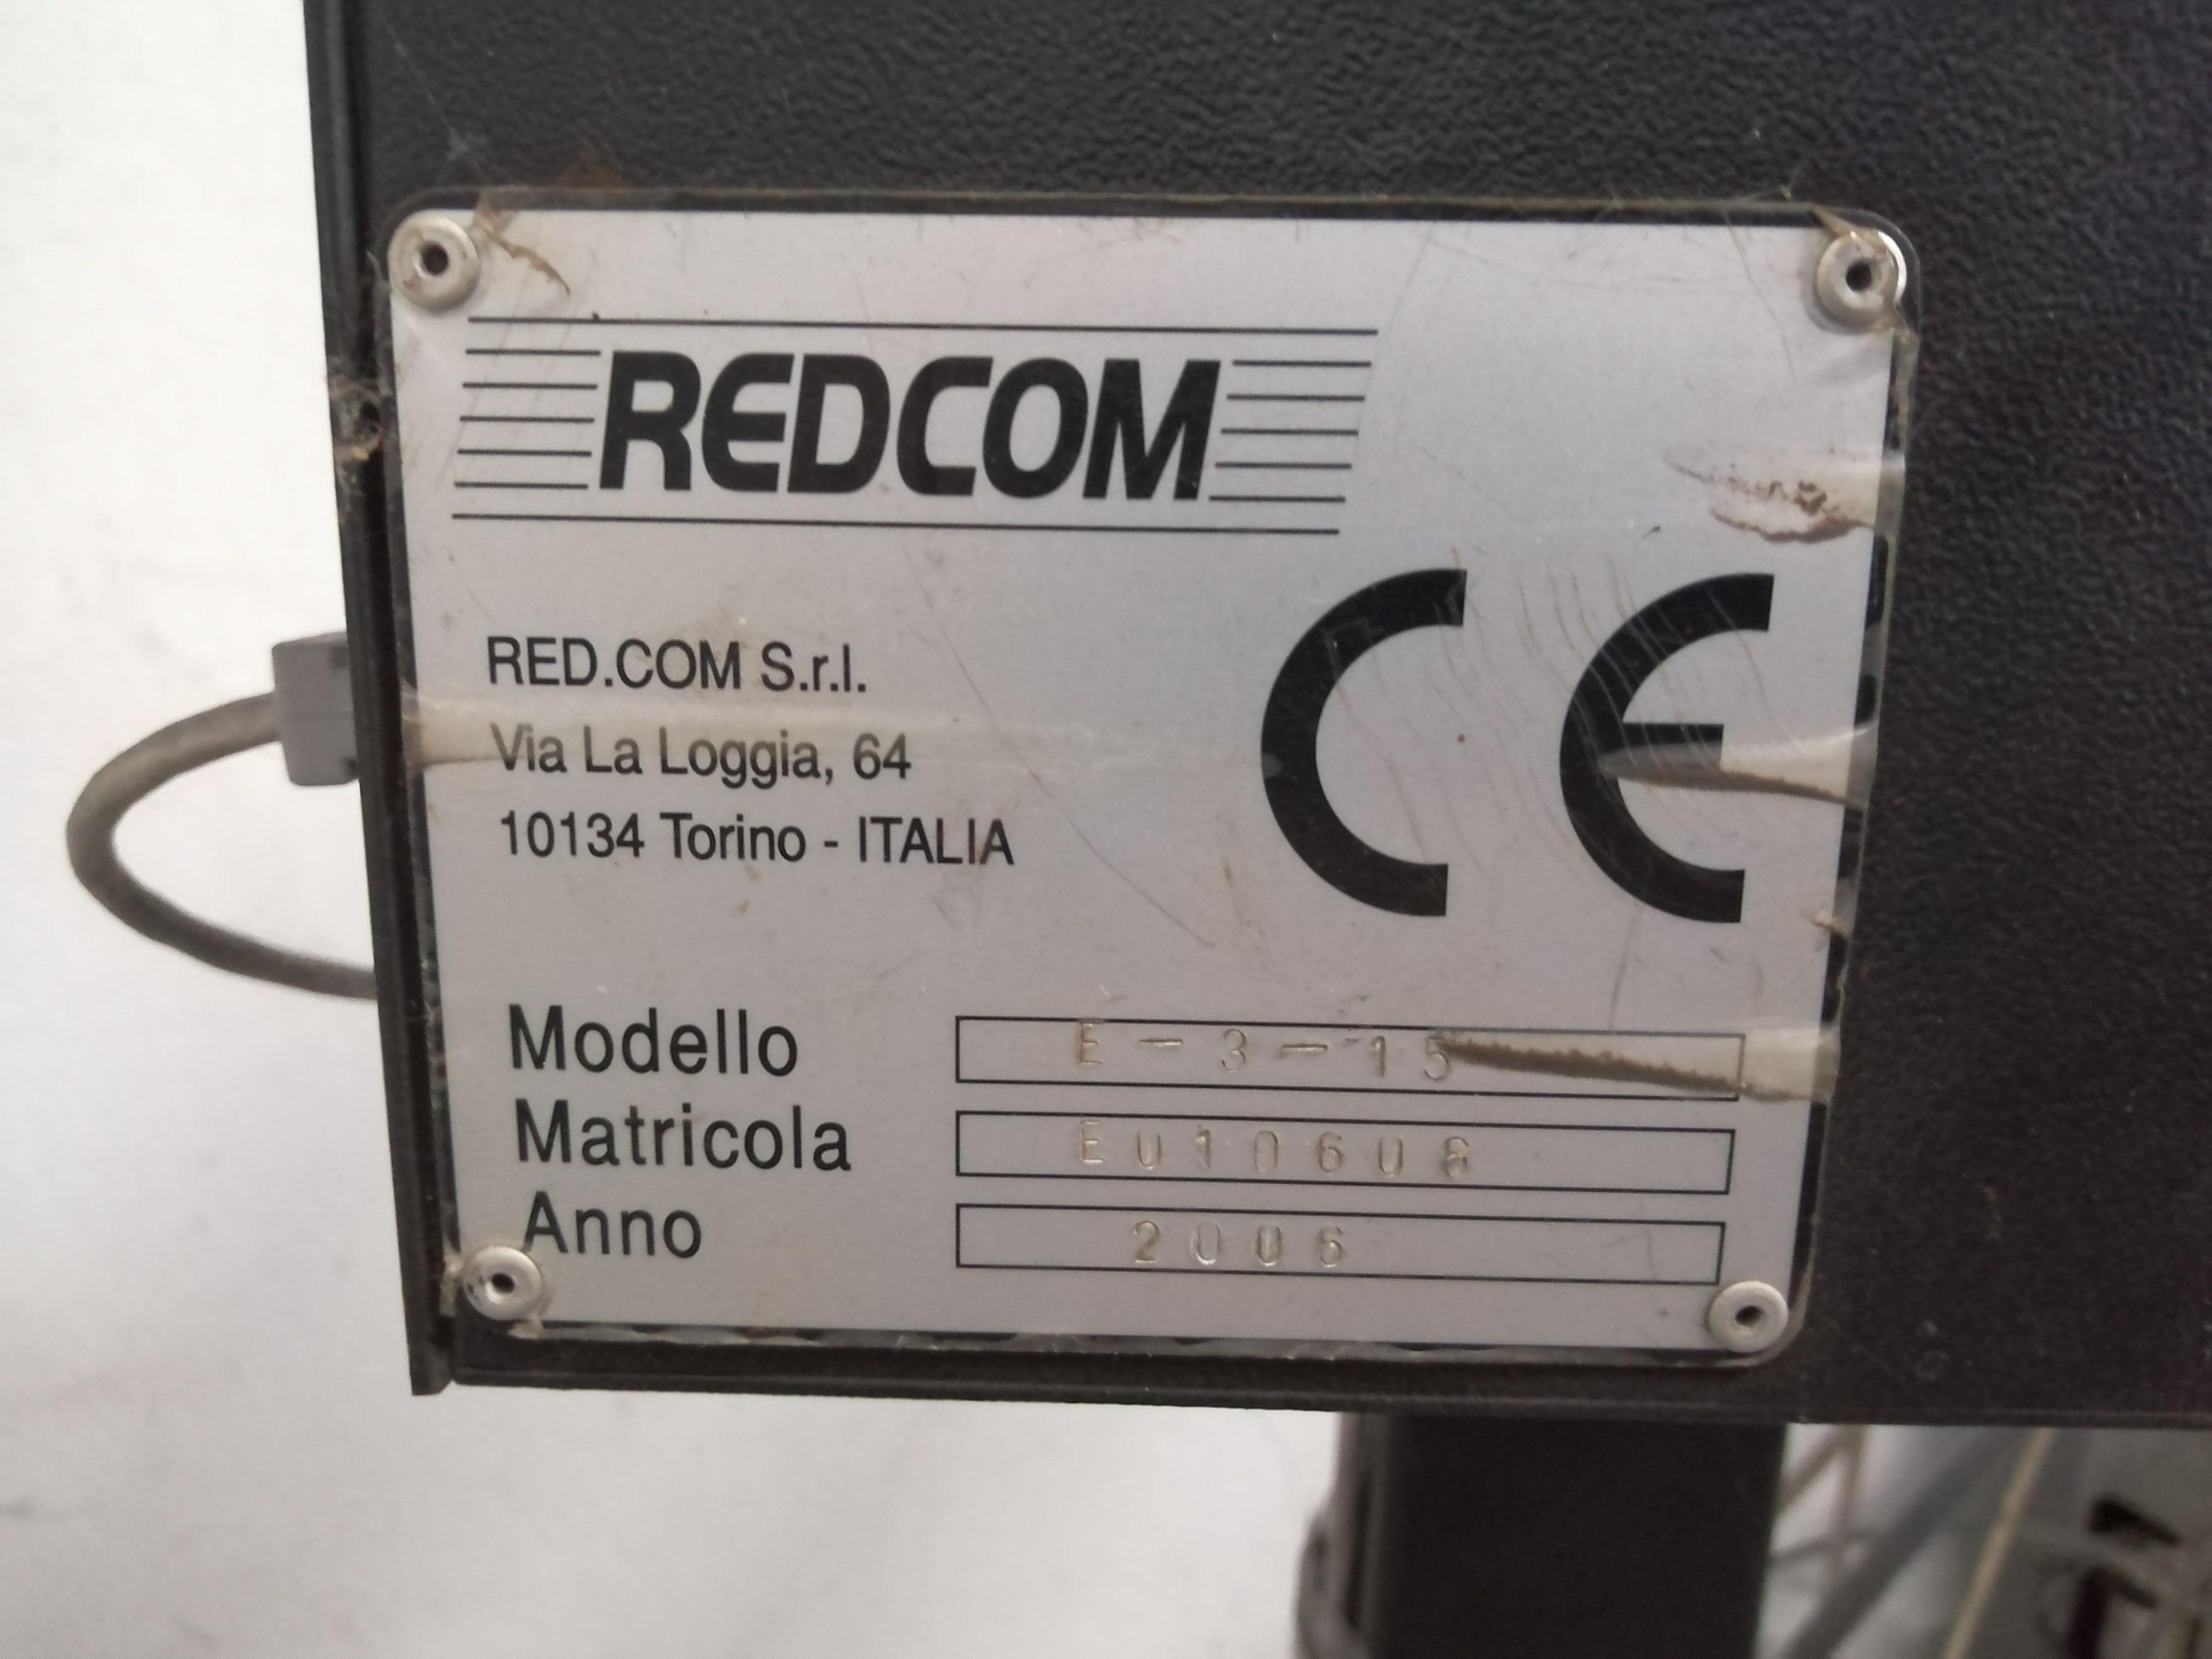 REDCOM
RED.COM S.r.l.
Via La Loggia, 64
10134 Torino - ITALIA
CE
Modello E-3-15
Matricola E010608
Anno 2006